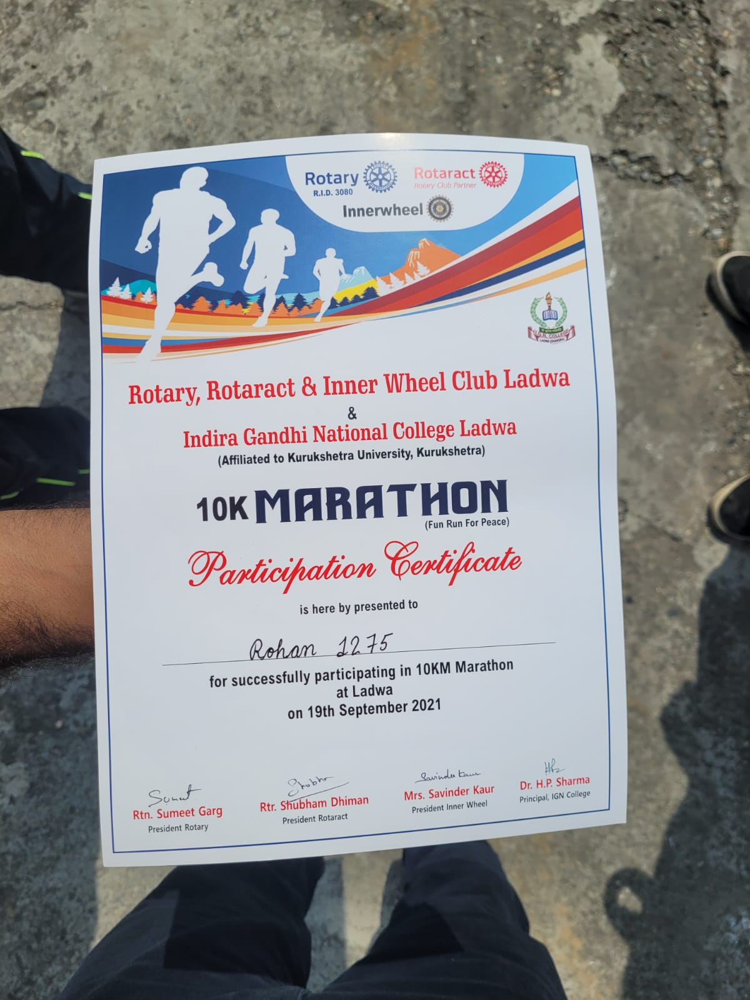 Rotary
R.I.D. 3080
Rotaract
Rotary Club Partner
Innerwheel
I.G.N. COLLEGE
Rotary, Rotaract & Inner Wheel Club Ladwa
&
Indira Gandhi National College Ladwa
(Affiliated to Kurukshetra University, Kurukshetra)
10K MARATHON
(Fun Run For Peace)
Participation Certificate
is here by presented to
Rohan 1275
for successfully participating in 10KM Marathon
at Ladwa
on 19th September 2021
Sumeet
Rtn. Sumeet Garg
President Rotary
Shubham
Rtr. Shubham Dhiman
President Rotaract
Savinder Kaur
Mrs. Savinder Kaur
President Inner Wheel
Dr. H.P. Sharma
Principal, IGN College